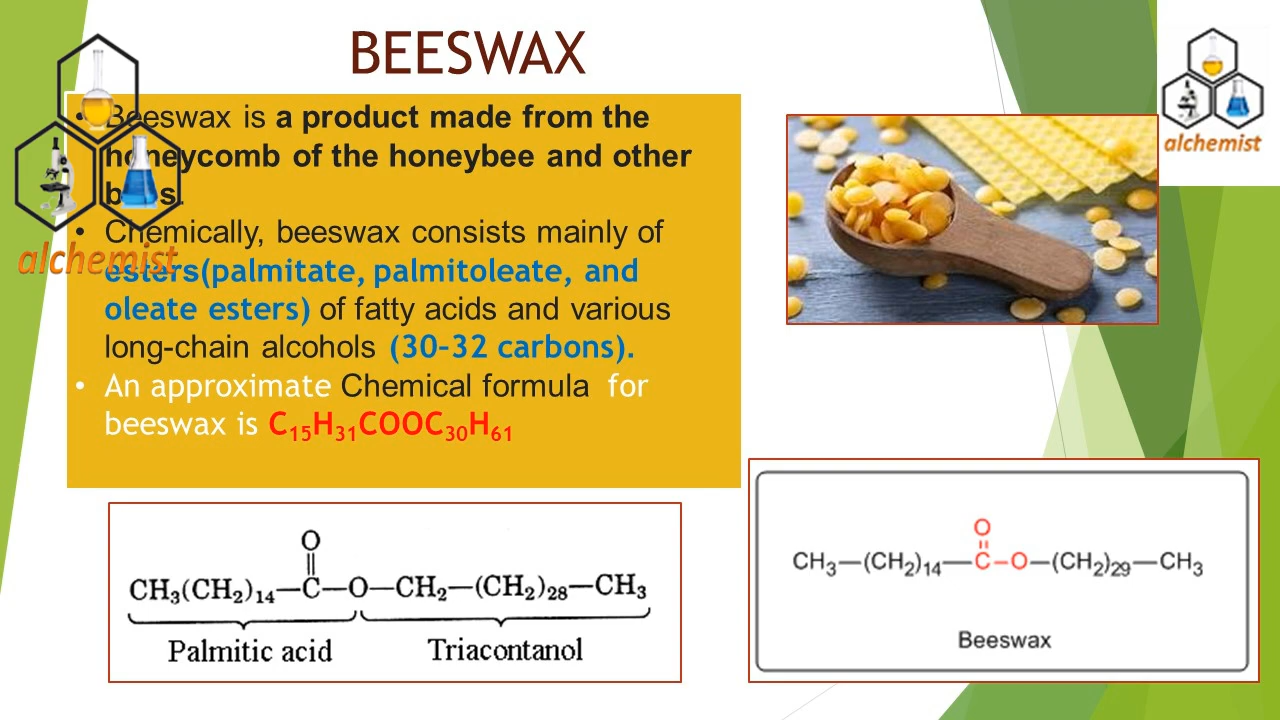 BEESWAX
• Beeswax is a product made from the
honeycomb of the honeybee and other
bees.
• Chemically, beeswax consists mainly of
esters(palmitate, palmitoleate, and
oleate esters) of fatty acids and various
long-chain alcohols (30-32 carbons).
• An approximate Chemical formula for
beeswax is C₁₅H₃₁COOC₃₀H₆₁
alchemist
alchemist
O
CH₃(CH₂)₁₄—C—O—CH₂—(CH₂)₂₈—CH₃
Palmitic acid Triacontanol
O
CH₃—(CH₂)₁₄—C—O—(CH₂)₂₉—CH₃
Beeswax